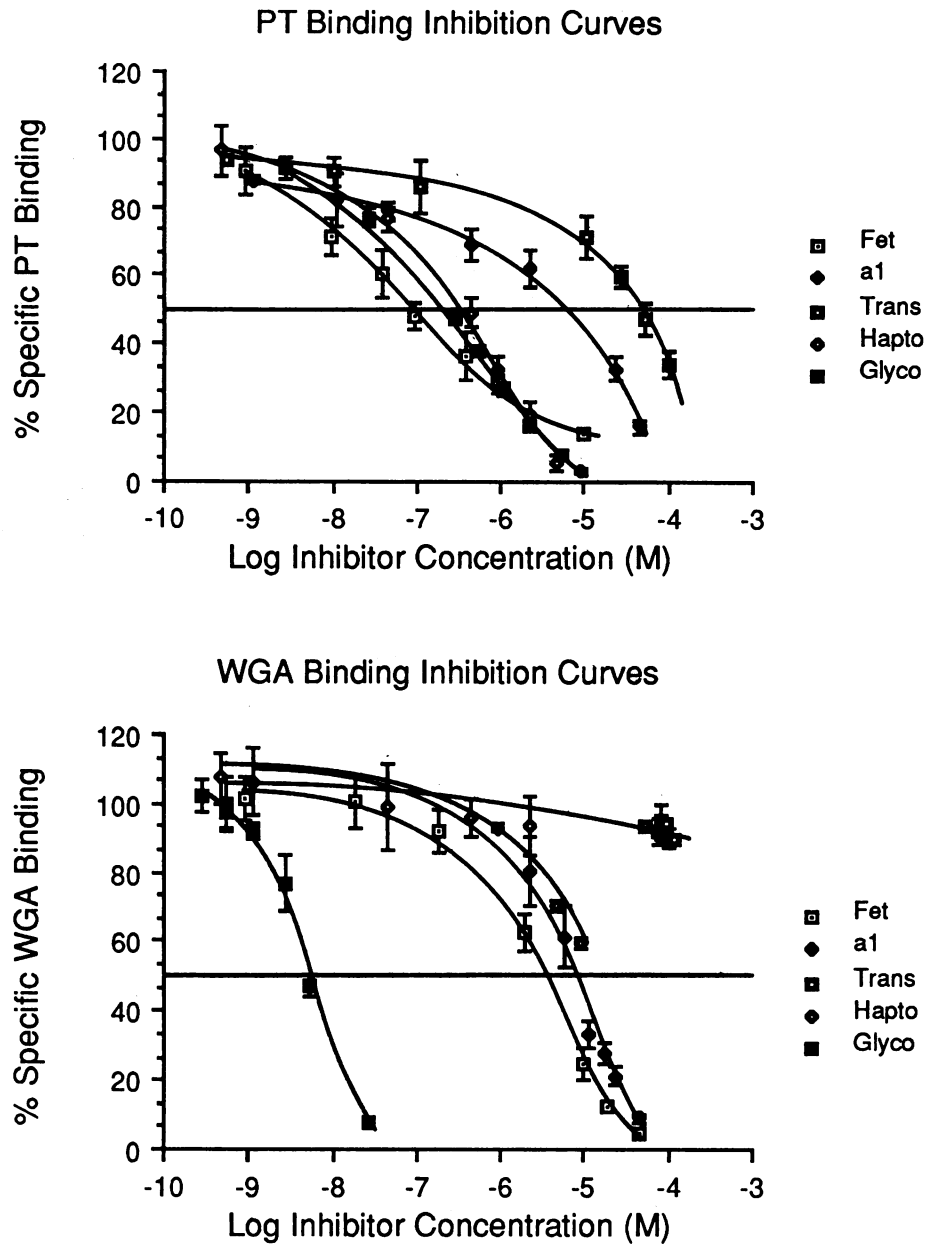 PT Binding Inhibition Curves
% Specific PT Binding
120
100
80
60
40
20
0
-10
-9
-8
-7
-6
-5
-4
-3
Log Inhibitor Concentration (M)
Fet
a1
Trans
Hapto
Glyco
WGA Binding Inhibition Curves
% Specific WGA Binding
120
100
80
60
40
20
0
-10
-9
-8
-7
-6
-5
-4
-3
Log Inhibitor Concentration (M)
Fet
a1
Trans
Hapto
Glyco